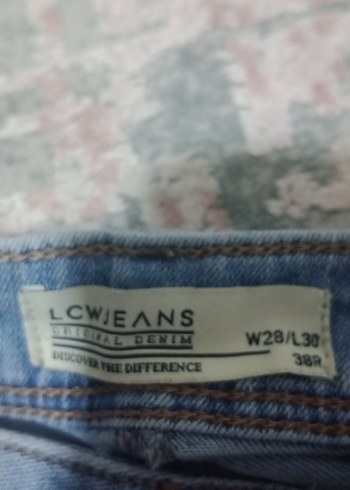 LCWJEANS
ORIGINAL DENIM
W28/L30
DISCOVER THE DIFFERENCE
38R